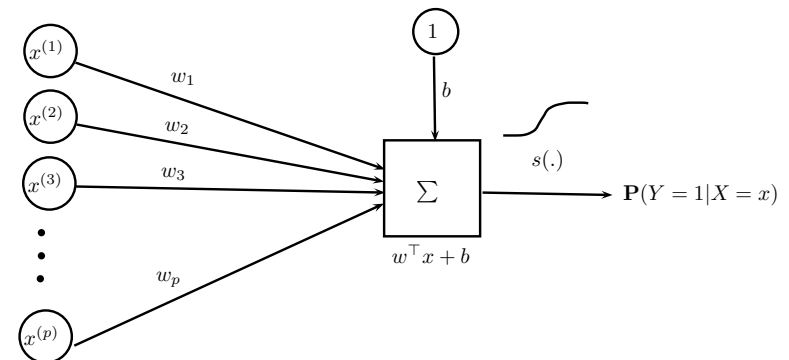 x^{(1)}
w_1
1
b
x^{(2)}
w_2
s(.)
x^{(3)}
w_3
∑
P(Y = 1|X = x)
w^⊤x + b
w_p
x^{(p)}